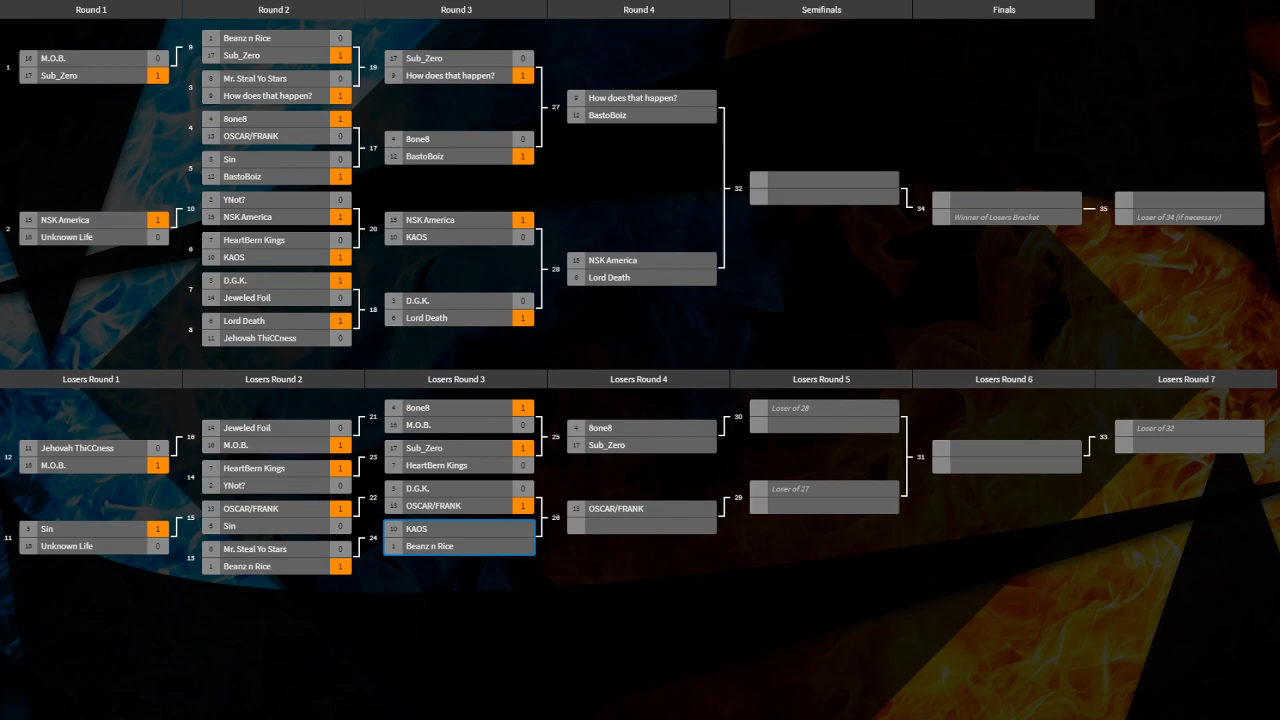 Round 1 Round 2 Round 3 Round 4 Semifinals Finals
1
16 M.O.B. 0
17 Sub_Zero 1
2
15 NSK America 1
18 Unknown Life 0
9
1 Beanz n Rice 0
17 Sub_Zero 1
3
8 Mr. Steal Yo Stars 0
9 How does that happen? 1
4
4 8one8 1
13 OSCAR/FRANK 0
5
5 Sin 0
12 BastoBoiz 1
10
2 YNot? 0
15 NSK America 1
6
7 HeartBern Kings 0
10 KAOS 1
7
3 D.G.K. 1
14 Jeweled Foil 0
8
6 Lord Death 1
11 Jehovah ThiCCness 0
19
17 Sub_Zero 0
9 How does that happen? 1
17
4 8one8 0
12 BastoBoiz 1
20
15 NSK America 1
10 KAOS 0
18
3 D.G.K. 0
6 Lord Death 1
27
9 How does that happen?
12 BastoBoiz
28
15 NSK America
6 Lord Death
32
34
Winner of Losers Bracket
35
Loser of 34 (if necessary)
Losers Round 1 Losers Round 2 Losers Round 3 Losers Round 4 Losers Round 5 Losers Round 6 Losers Round 7
12
11 Jehovah ThiCCness 0
16 M.O.B. 1
11
5 Sin 1
18 Unknown Life 0
16
14 Jeweled Foil 0
16 M.O.B. 1
14
7 HeartBern Kings 1
2 YNot? 0
15
13 OSCAR/FRANK 1
5 Sin 0
13
8 Mr. Steal Yo Stars 0
1 Beanz n Rice 1
21
4 8one8 1
16 M.O.B. 0
23
17 Sub_Zero 1
7 HeartBern Kings 0
22
3 D.G.K. 0
13 OSCAR/FRANK 1
24
10 KAOS
1 Beanz n Rice
25
4 8one8
17 Sub_Zero
26
13 OSCAR/FRANK
30
Loser of 28
29
Loser of 27
31
33
Loser of 32